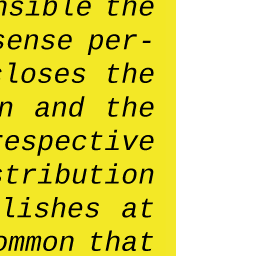 nsible the
sense per-
closes the
n and the
respective
stribution
lishes at
ommon that